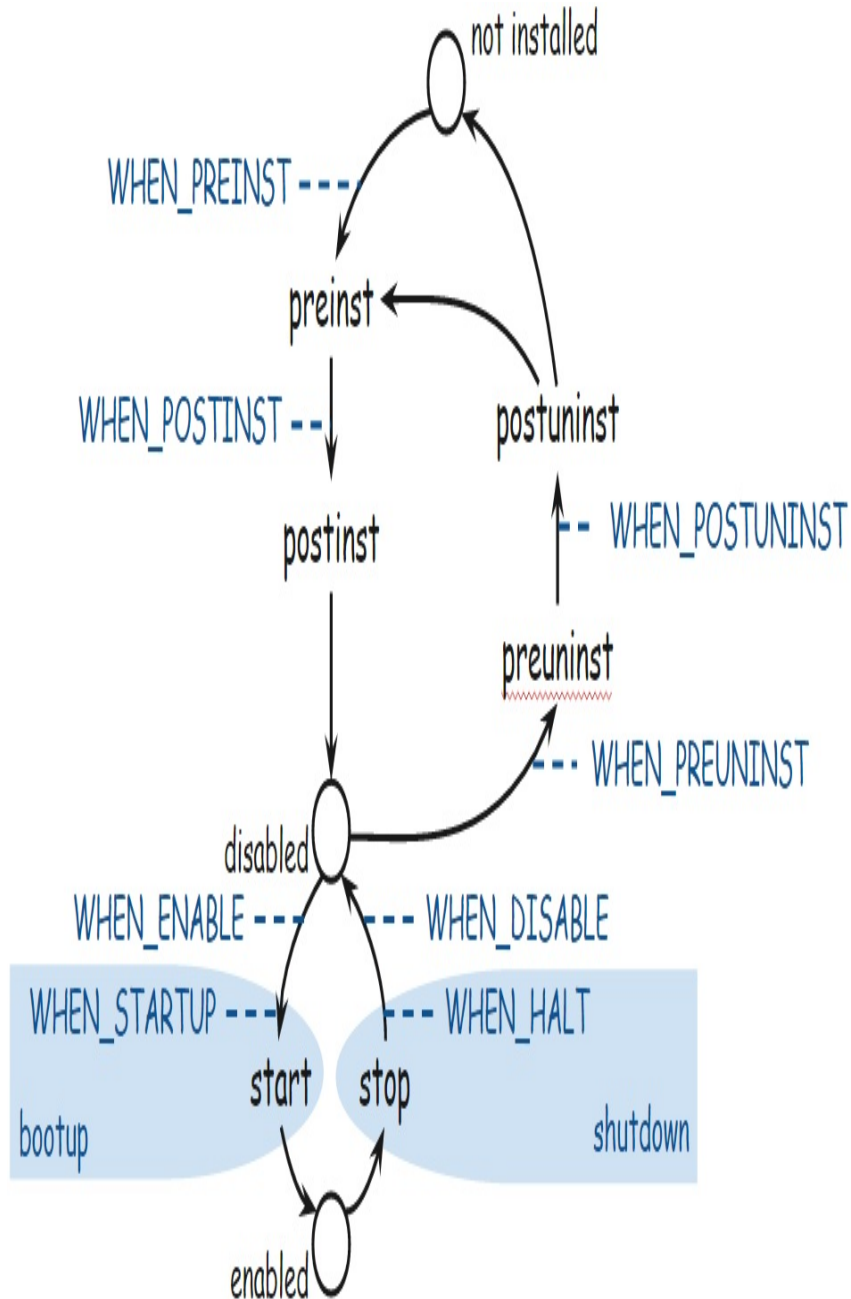 not installed
WHEN_PREINST
preinst
WHEN_POSTINST
postuninst
WHEN_POSTUNINST
postinst
preuninst
WHEN_PREUNINST
disabled
WHEN_ENABLE
WHEN_DISABLE
WHEN_STARTUP
WHEN_HALT
start
stop
bootup
shutdown
enabled